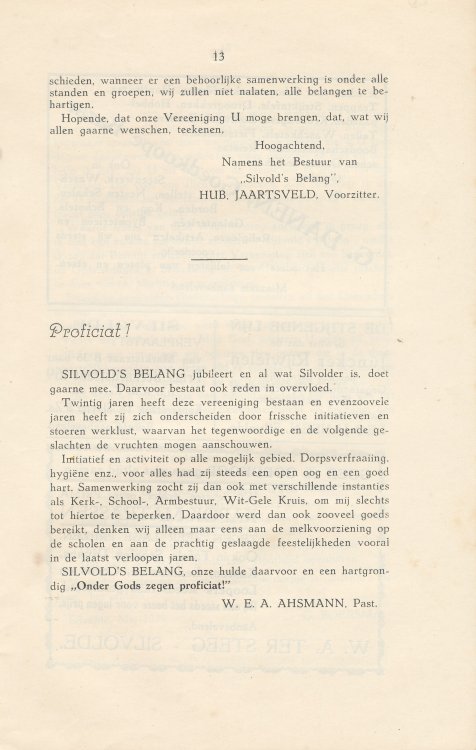 13
schieden, wanneer er een behoorlijke samenwerking is onder alle
standen en groepen, wij zullen niet nalaten, alle belangen te be-
hartigen.
Hopende, dat onze Vereeniging U moge brengen, dat, wat wij
allen gaarne wenschen, teekenen,
Hoogachtend,
Namens het Bestuur van
„Silvold's Belang",
HUB. JAARTSVELD, Voorzitter.
Proficiat!
SILVOLD'S BELANG jubileert en al wat Silvolder is, doet
gaarne mee. Daarvoor bestaat ook reden in overvloed.
Twintig jaren heeft deze vereeniging bestaan en evenzoovele
jaren heeft zij zich onderscheiden door frissche initiatieven en
stoeren werklust, waarvan het tegenwoordige en de volgende ge-
slachten de vruchten mogen aanschouwen.
Initiatief en activiteit op alle mogelijk gebied. Dorpsverfraaiing,
hygiëne enz., voor alles had zij steeds een open oog en een goed
hart. Samenwerking zocht zij dan ook met verschillende instanties
als Kerk-, School-, Armbestuur, Wit-Gele Kruis, om mij slechts
tot hiertoe te beperken. Daardoor werd dan ook zooveel goeds
bereikt, denken wij alleen maar eens aan de melkvoorziening op
de scholen en aan de prachtig geslaagde feestelijkheden vooral
in de laatst verloopen jaren.
SILVOLD'S BELANG, onze hulde daarvoor en een hartgron-
dig „Onder Gods zegen proficiat!"
W. E. A. AHSMANN, Past.
W. A. TER STEEG - SILVOLDE.